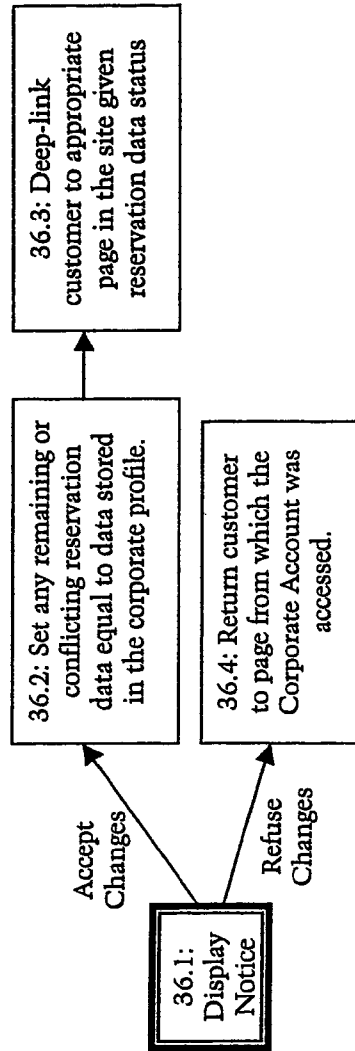 36.1:
Display
Notice
Accept
Changes
Refuse
Changes
36.2: Set any remaining or
conflicting reservation
data equal to data stored
in the corporate profile.
36.3: Deep-link
customer to appropriate
page in the site given
reservation data status
36.4: Return customer
to page from which the
Corporate Account was
accessed.